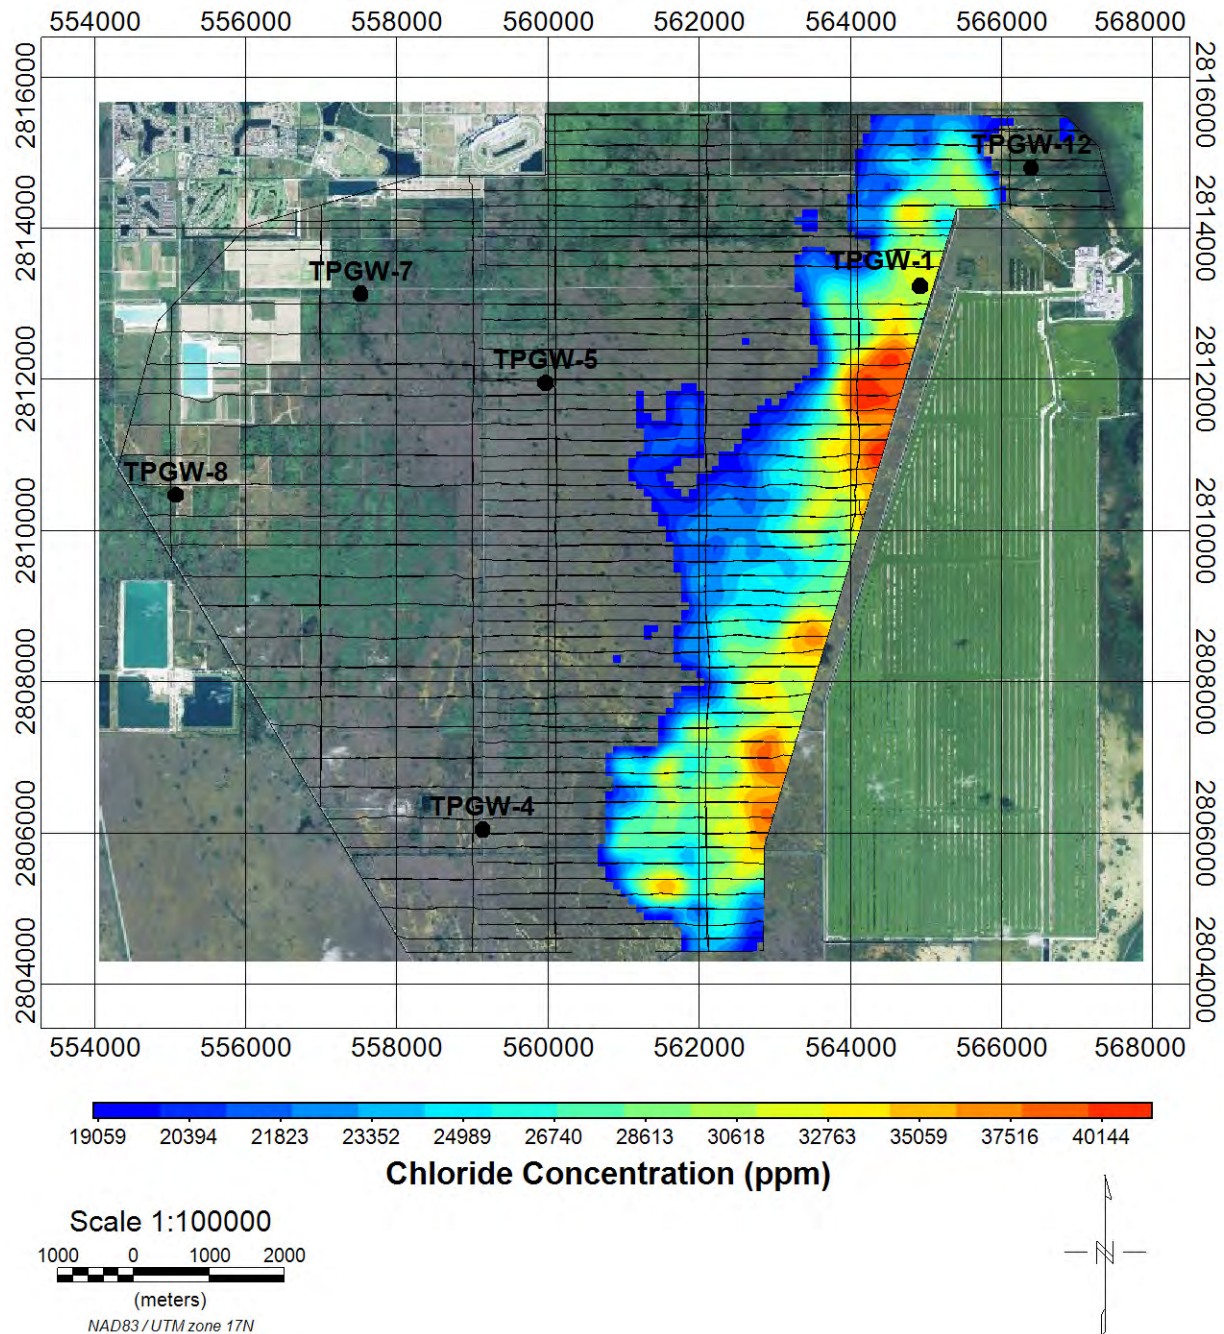 554000 556000 558000 560000 562000 564000 566000 568000
2816000 2816000
TPGW-12
2814000 2814000
TPGW-1
TPGW-7
2812000 2812000
TPGW-5
TPGW-8
2810000 2810000
2808000 2808000
TPGW-4
2806000 2806000
2804000 2804000
554000 556000 558000 560000 562000 564000 566000 568000
19059 20394 21823 23352 24989 26740 28613 30618 32763 35059 37516 40144
Chloride Concentration (ppm)
Scale 1:100000
1000 0 1000 2000
(meters)
NAD83 / UTM zone 17N
N